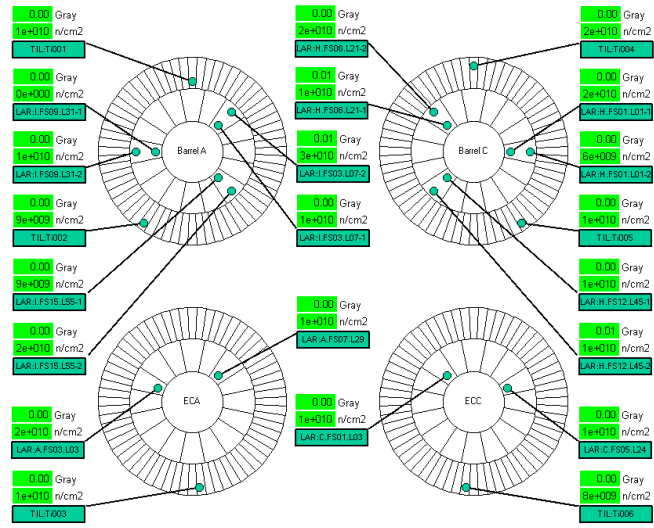 0.00 Gray
1e+010 n/cm2
TIL:Ti001
0.00 Gray
0e+000 n/cm2
LAR:I.FS09.L31-1
0.00 Gray
1e+010 n/cm2
LAR:I.FS09.L31-2
0.00 Gray
9e+009 n/cm2
TIL:Ti002
0.00 Gray
9e+009 n/cm2
LAR:I.FS15.L55-1
0.00 Gray
2e+010 n/cm2
LAR:I.FS15.L55-2
0.00 Gray
2e+010 n/cm2
LAR:A.FS03.L03
0.00 Gray
1e+010 n/cm2
TIL:Ti003
Barrel A
ECA
0.00 Gray
2e+010 n/cm2
LAR:H.FS06.L21-2
0.01 Gray
1e+010 n/cm2
LAR:H.FS06.L21-1
0.01 Gray
3e+010 n/cm2
LAR:I.FS03.L07-2
0.00 Gray
1e+010 n/cm2
LAR:I.FS03.L07-1
0.00 Gray
1e+010 n/cm2
LAR:A.FS07.L29
0.00 Gray
1e+010 n/cm2
LAR:C.FS01.L03
Barrel C
ECC
0.00 Gray
2e+010 n/cm2
TIL:Ti004
0.00 Gray
2e+010 n/cm2
LAR:H.FS01.L01-1
0.00 Gray
6e+009 n/cm2
LAR:H.FS01.L01-2
0.00 Gray
1e+010 n/cm2
TIL:Ti005
0.00 Gray
1e+010 n/cm2
LAR:H.FS12.L45-1
0.01 Gray
1e+010 n/cm2
LAR:H.FS12.L45-2
0.00 Gray
1e+010 n/cm2
LAR:C.FS05.L24
0.00 Gray
8e+009 n/cm2
TIL:Ti006